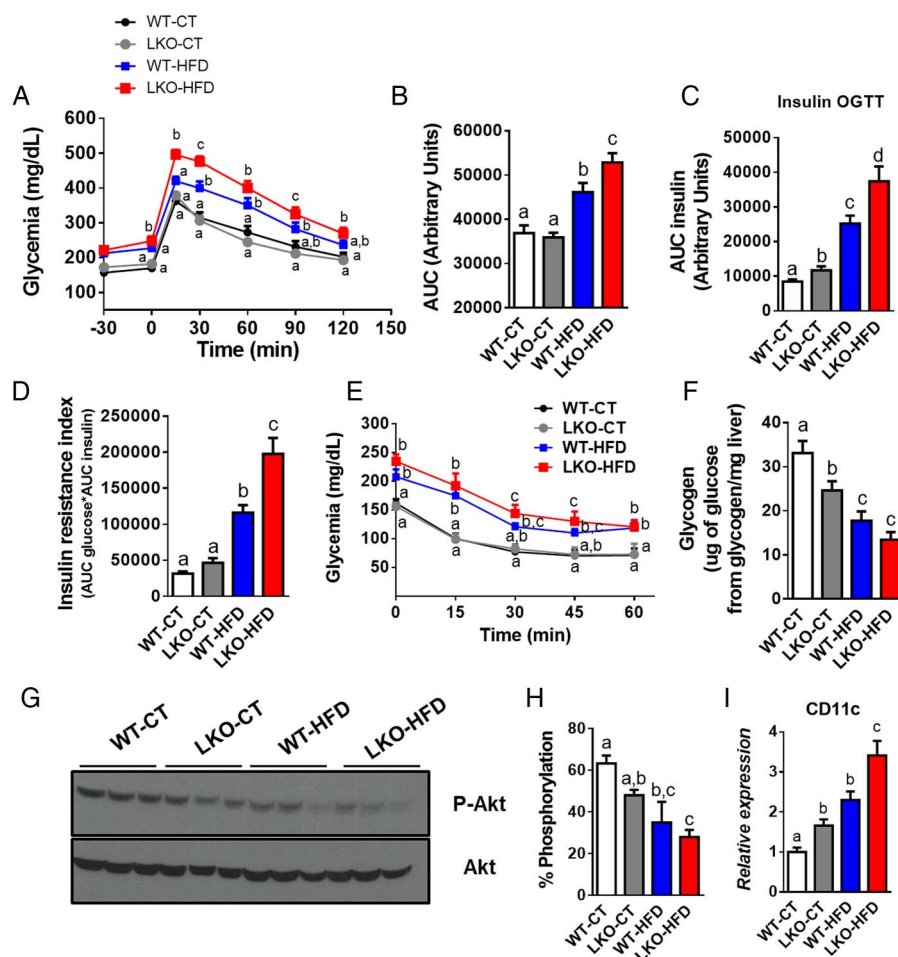 WT-CT
LKO-CT
WT-HFD
LKO-HFD
A
Glycemia (mg/dL)
600
500
400
300
200
100
b
b
b
b
c
b
a
b
b
b
a,b
a,b
a
a
a
a
a
a
a
a
a
a
-30
0
30
60
90
120
150
Time (min)
B
AUC (Arbitrary Units)
60000
50000
40000
30000
20000
a
a
b
c
WT-CT
LKO-CT
WT-HFD
LKO-HFD
C
Insulin OGTT
AUC insulin
(Arbitrary Units)
50000
40000
30000
20000
10000
0
a
b
c
d
WT-CT
LKO-CT
WT-HFD
LKO-HFD
D
Insulin resistance index
(AUC glucose*AUC insulin)
250000
200000
150000
100000
50000
0
a
a
b
c
WT-CT
LKO-CT
WT-HFD
LKO-HFD
E
WT-CT
LKO-CT
WT-HFD
LKO-HFD
Glycemia (mg/dL)
300
250
200
150
100
50
b
b
c
c
b
b
b
b,c
b,c
b
a
a
a,b
a,b
a
a
a
a
a
a
0
15
30
45
60
Time (min)
F
Glycogen
(ug of glucose
from glycogen/mg liver)
40
30
20
10
0
a
b
c
c
WT-CT
LKO-CT
WT-HFD
LKO-HFD
G
WT-CT
LKO-CT
WT-HFD
LKO-HFD
P-Akt
Akt
H
% Phosphorylation
80
60
40
20
0
a
a,b
b,c
c
WT-CT
LKO-CT
WT-HFD
LKO-HFD
I
CD11c
Relative expression
4
3
2
1
0
a
b
b
c
WT-CT
LKO-CT
WT-HFD
LKO-HFD